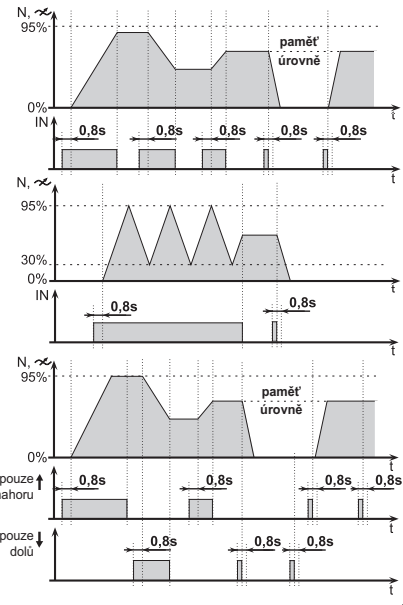 N,
95%
paměť
úrovně
0%
t
IN
0,8s 0,8s 0,8s 0,8s 0,8s
t
N,
95%
30%
0%
t
IN
0,8s 0,8s
t
N,
95%
paměť
úrovně
0%
t
pouze
nahoru
0,8s 0,8s 0,8s 0,8s
t
pouze
dolů
0,8s 0,8s 0,8s
t